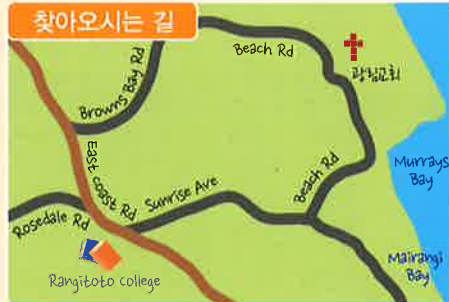 찾아오시는 길
Beach Rd
광림교회
Browns Bay Rd
East coast Rd
Sunrise Ave
Beach Rd
Murrays
Bay
Rosedale Rd
Mairangi
Bay
Rangitoto College